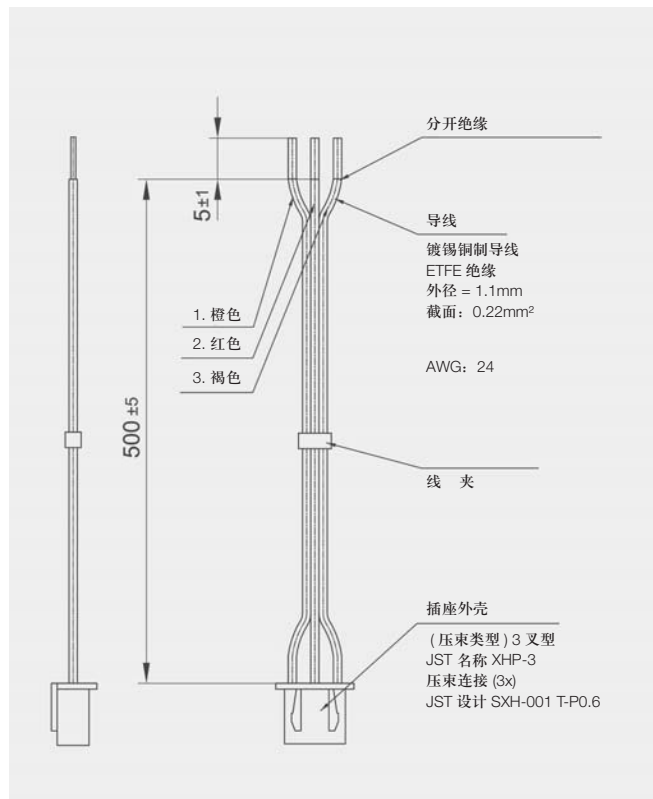 分开绝缘
5±1
导线
镀锡铜制导线
ETFE 绝缘
外径 = 1.1mm
截面：0.22mm²
AWG：24
1. 橙色
2. 红色
3. 褐色
500 ±5
线 夹
插座外壳
(压束类型) 3 叉型
JST 名称 XHP-3
压束连接 (3x)
JST 设计 SXH-001 T-P0.6